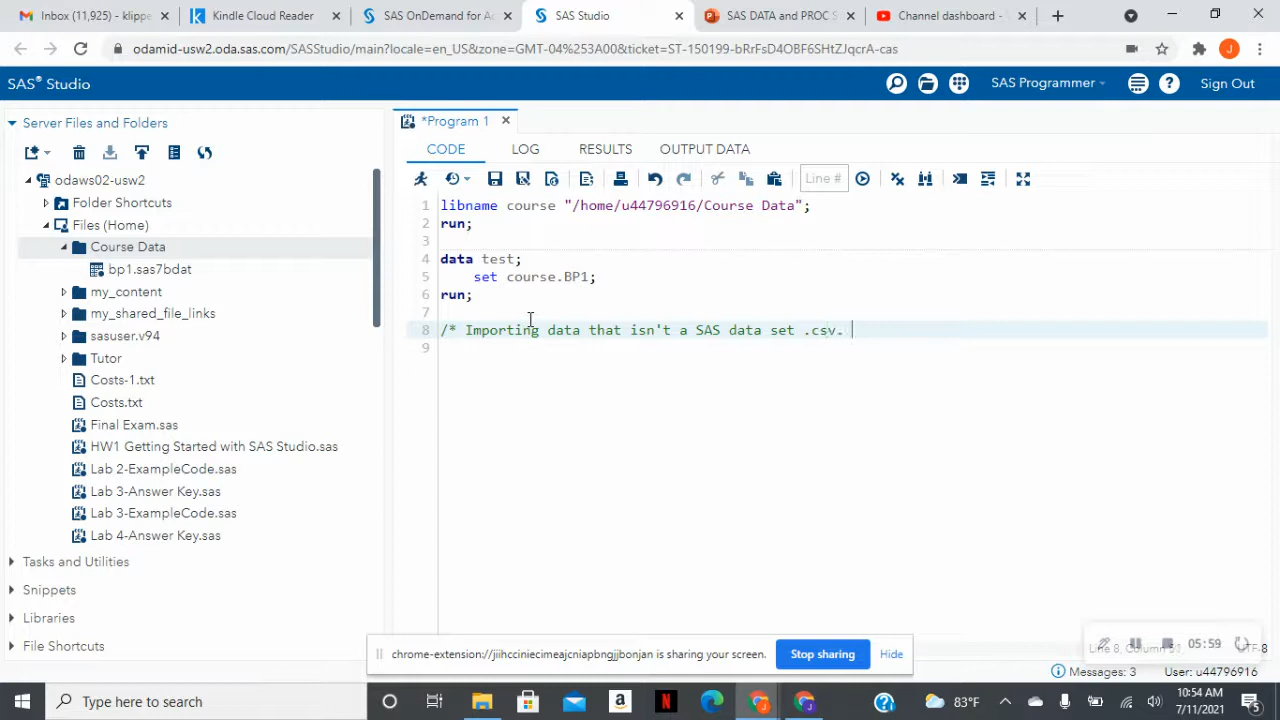 Inbox (11,925) - klippe
Kindle Cloud Reader
SAS OnDemand for Ac
SAS Studio
SAS DATA and PROC S
Channel dashboard -
odamid-usw2.oda.sas.com/SASStudio/main?locale=en_US&zone=GMT-04%253A00&ticket=ST-150199-bRrFsD4OBF6SHtZJqcrA-cas
J
SAS® Studio
SAS Programmer
Sign Out
Server Files and Folders
*Program 1
CODE
LOG
RESULTS
OUTPUT DATA
Line #
odaws02-usw2
Folder Shortcuts
Files (Home)
Course Data
bp1.sas7bdat
my_content
my_shared_file_links
sasuser.v94
Tutor
Costs-1.txt
Costs.txt
Final Exam.sas
HW1 Getting Started with SAS Studio.sas
Lab 2-ExampleCode.sas
Lab 3-Answer Key.sas
Lab 3-ExampleCode.sas
Lab 4-Answer Key.sas
Tasks and Utilities
Snippets
Libraries
File Shortcuts
1 libname course "/home/u44796916/Course Data";
2 run;
3
4 data test;
5 set course.BP1;
6 run;
7
8 /* Importing data that isn't a SAS data set .csv.
9
chrome-extension://jiihcciniecimeajcniapbngjjbonjan is sharing your screen.
Stop sharing
Hide
05:59
UTF-8
Messages: 3
User: u44796916
Type here to search
83°F
10:54 AM
7/11/2021
5